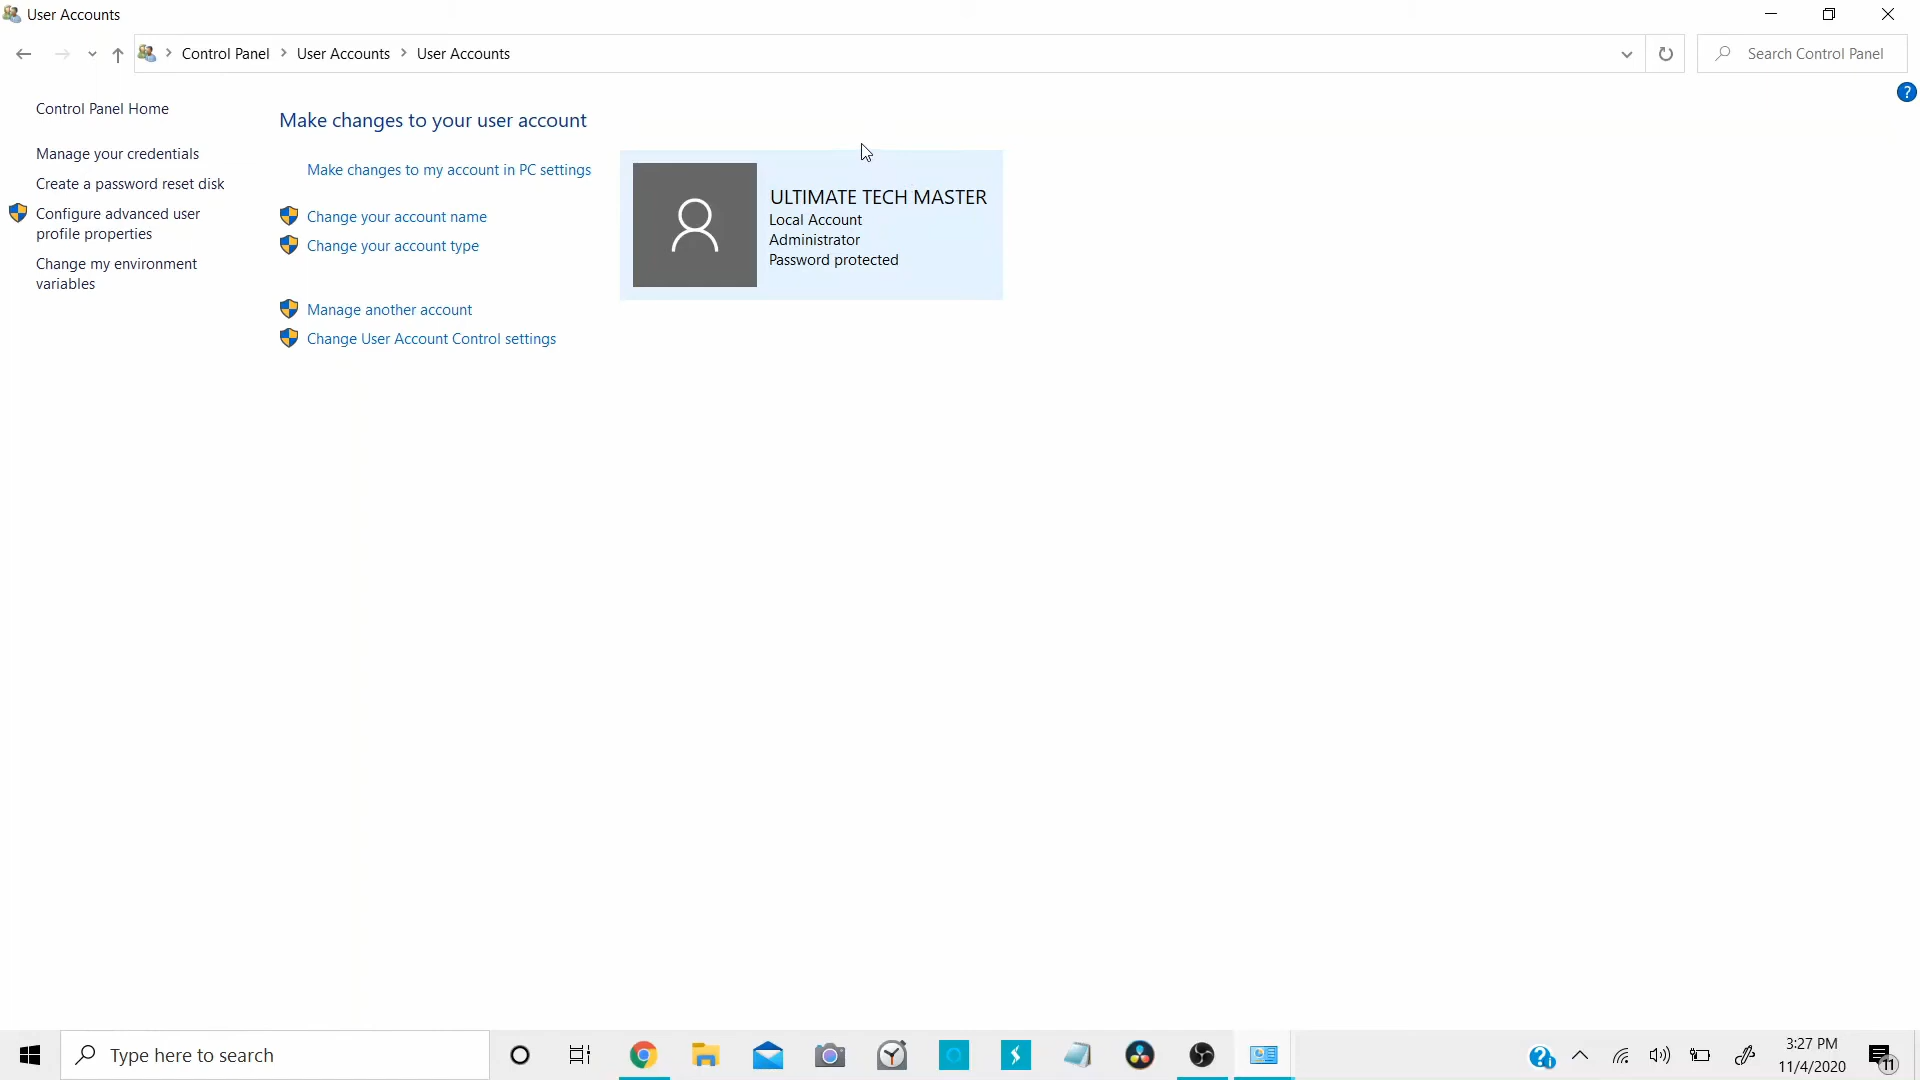 User Accounts
Control Panel
User Accounts
User Accounts
Search Control Panel
Control Panel Home
Manage your credentials
Create a password reset disk
Configure advanced user
profile properties
Change my environment
variables
Make changes to your user account
Make changes to my account in PC settings
Change your account name
Change your account type
Manage another account
Change User Account Control settings
ULTIMATE TECH MASTER
Local Account
Administrator
Password protected
Type here to search
3:27 PM
11/4/2020
11